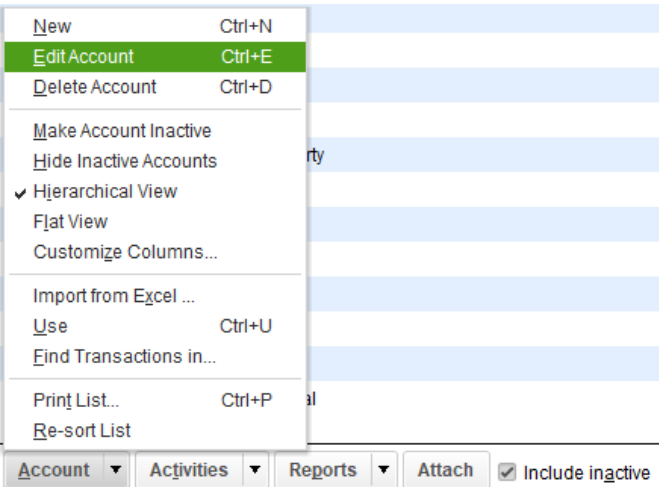 New Ctrl+N
Edit Account Ctrl+E
Delete Account Ctrl+D
Make Account Inactive
Hide Inactive Accounts
rty
Hierarchical View
Flat View
Customize Columns...
Import from Excel ...
Use Ctrl+U
Find Transactions in...
Print List... Ctrl+P
al
Re-sort List
Account Activities Reports Attach Include inactive